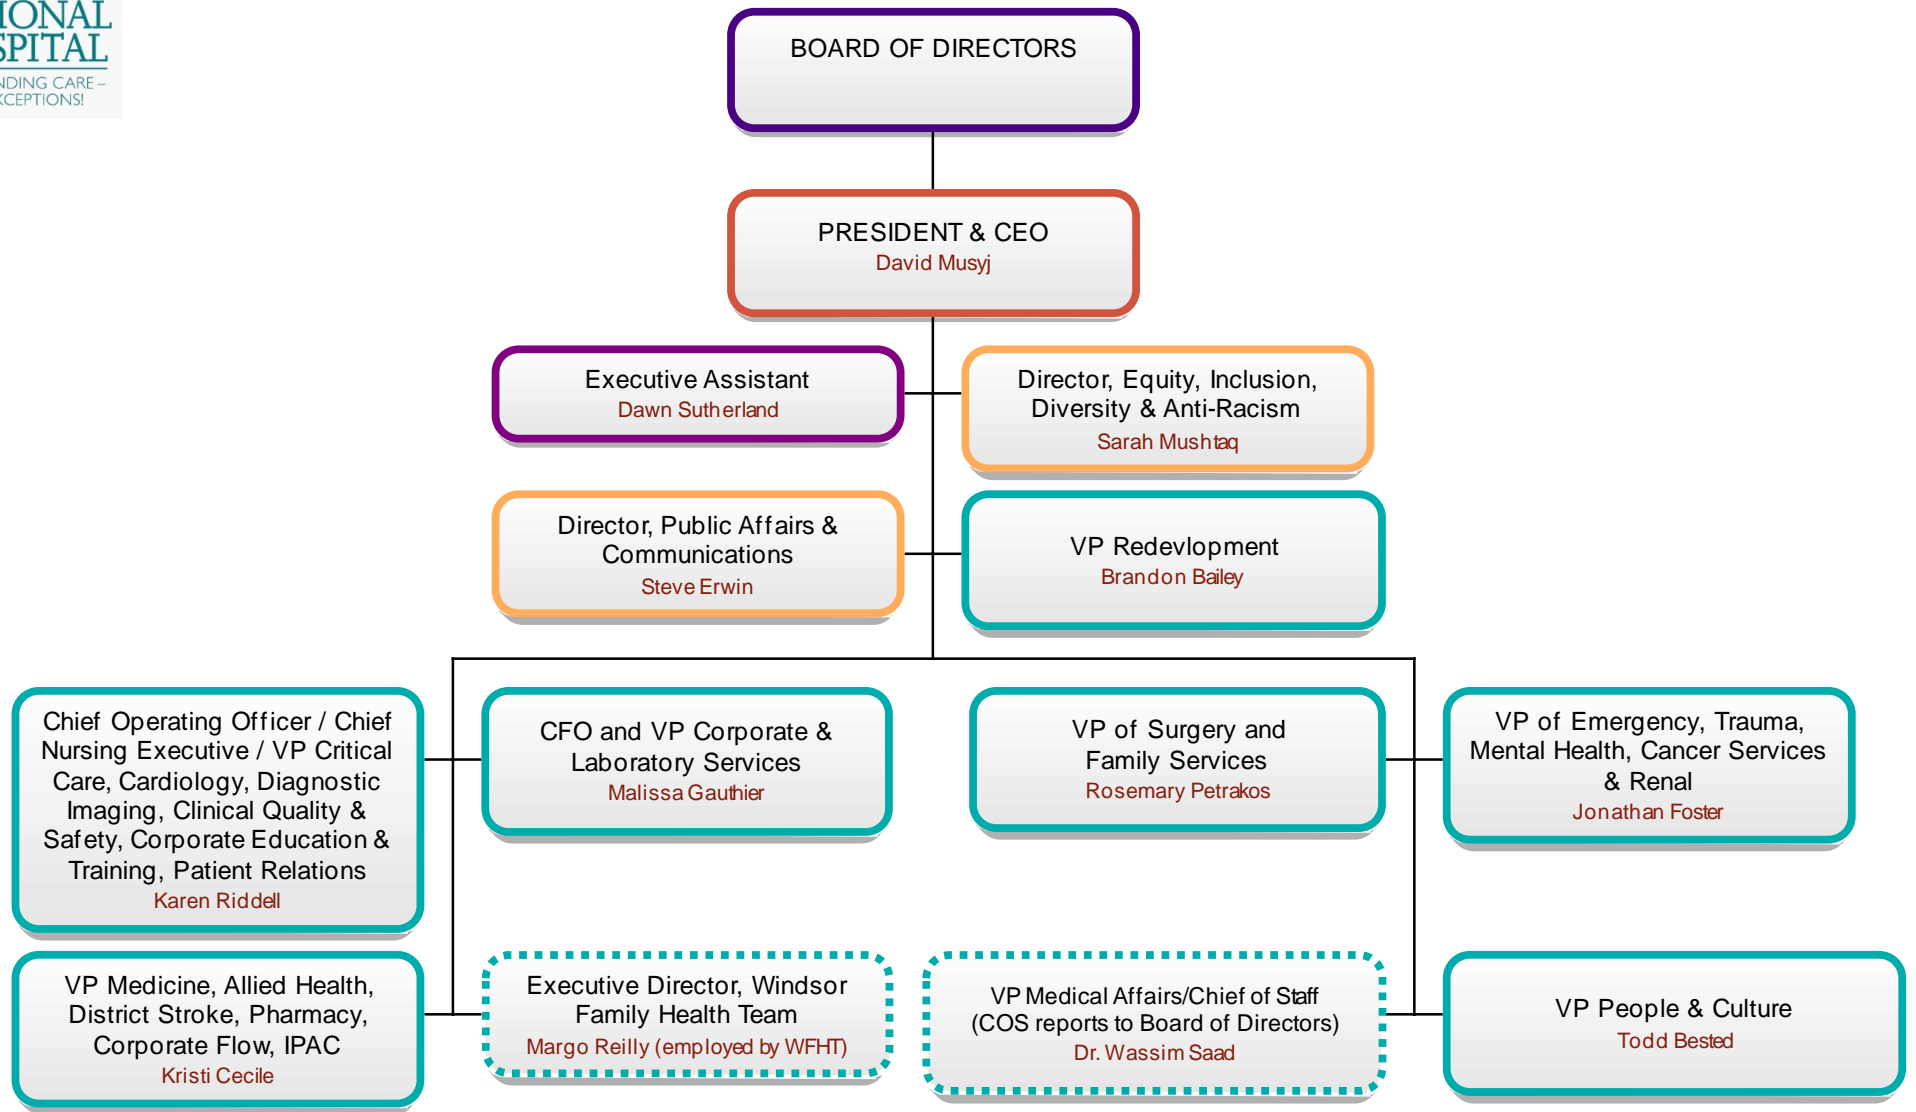 IONAL
SPITAL
NDING CARE–
XCEPTIONS!
BOARD OF DIRECTORS
PRESIDENT & CEO
David Musyj
Executive Assistant
Dawn Sutherland
Director, Equity, Inclusion,
Diversity & Anti-Racism
Sarah Mushtaq
Director, Public Affairs &
Communications
Steve Erwin
VP Redevlopment
Brandon Bailey
Chief Operating Officer / Chief
Nursing Executive / VP Critical
Care, Cardiology, Diagnostic
Imaging, Clinical Quality &
Safety, Corporate Education &
Training, Patient Relations
Karen Riddell
CFO and VP Corporate &
Laboratory Services
Malissa Gauthier
VP of Surgery and
Family Services
Rosemary Petrakos
VP of Emergency, Trauma,
Mental Health, Cancer Services
& Renal
Jonathan Foster
VP Medicine, Allied Health,
District Stroke, Pharmacy,
Corporate Flow, IPAC
Kristi Cecile
Executive Director, Windsor
Family Health Team
Margo Reilly (employed by WFHT)
VP Medical Affairs/Chief of Staff
(COS reports to Board of Directors)
Dr. Wassim Saad
VP People & Culture
Todd Bested